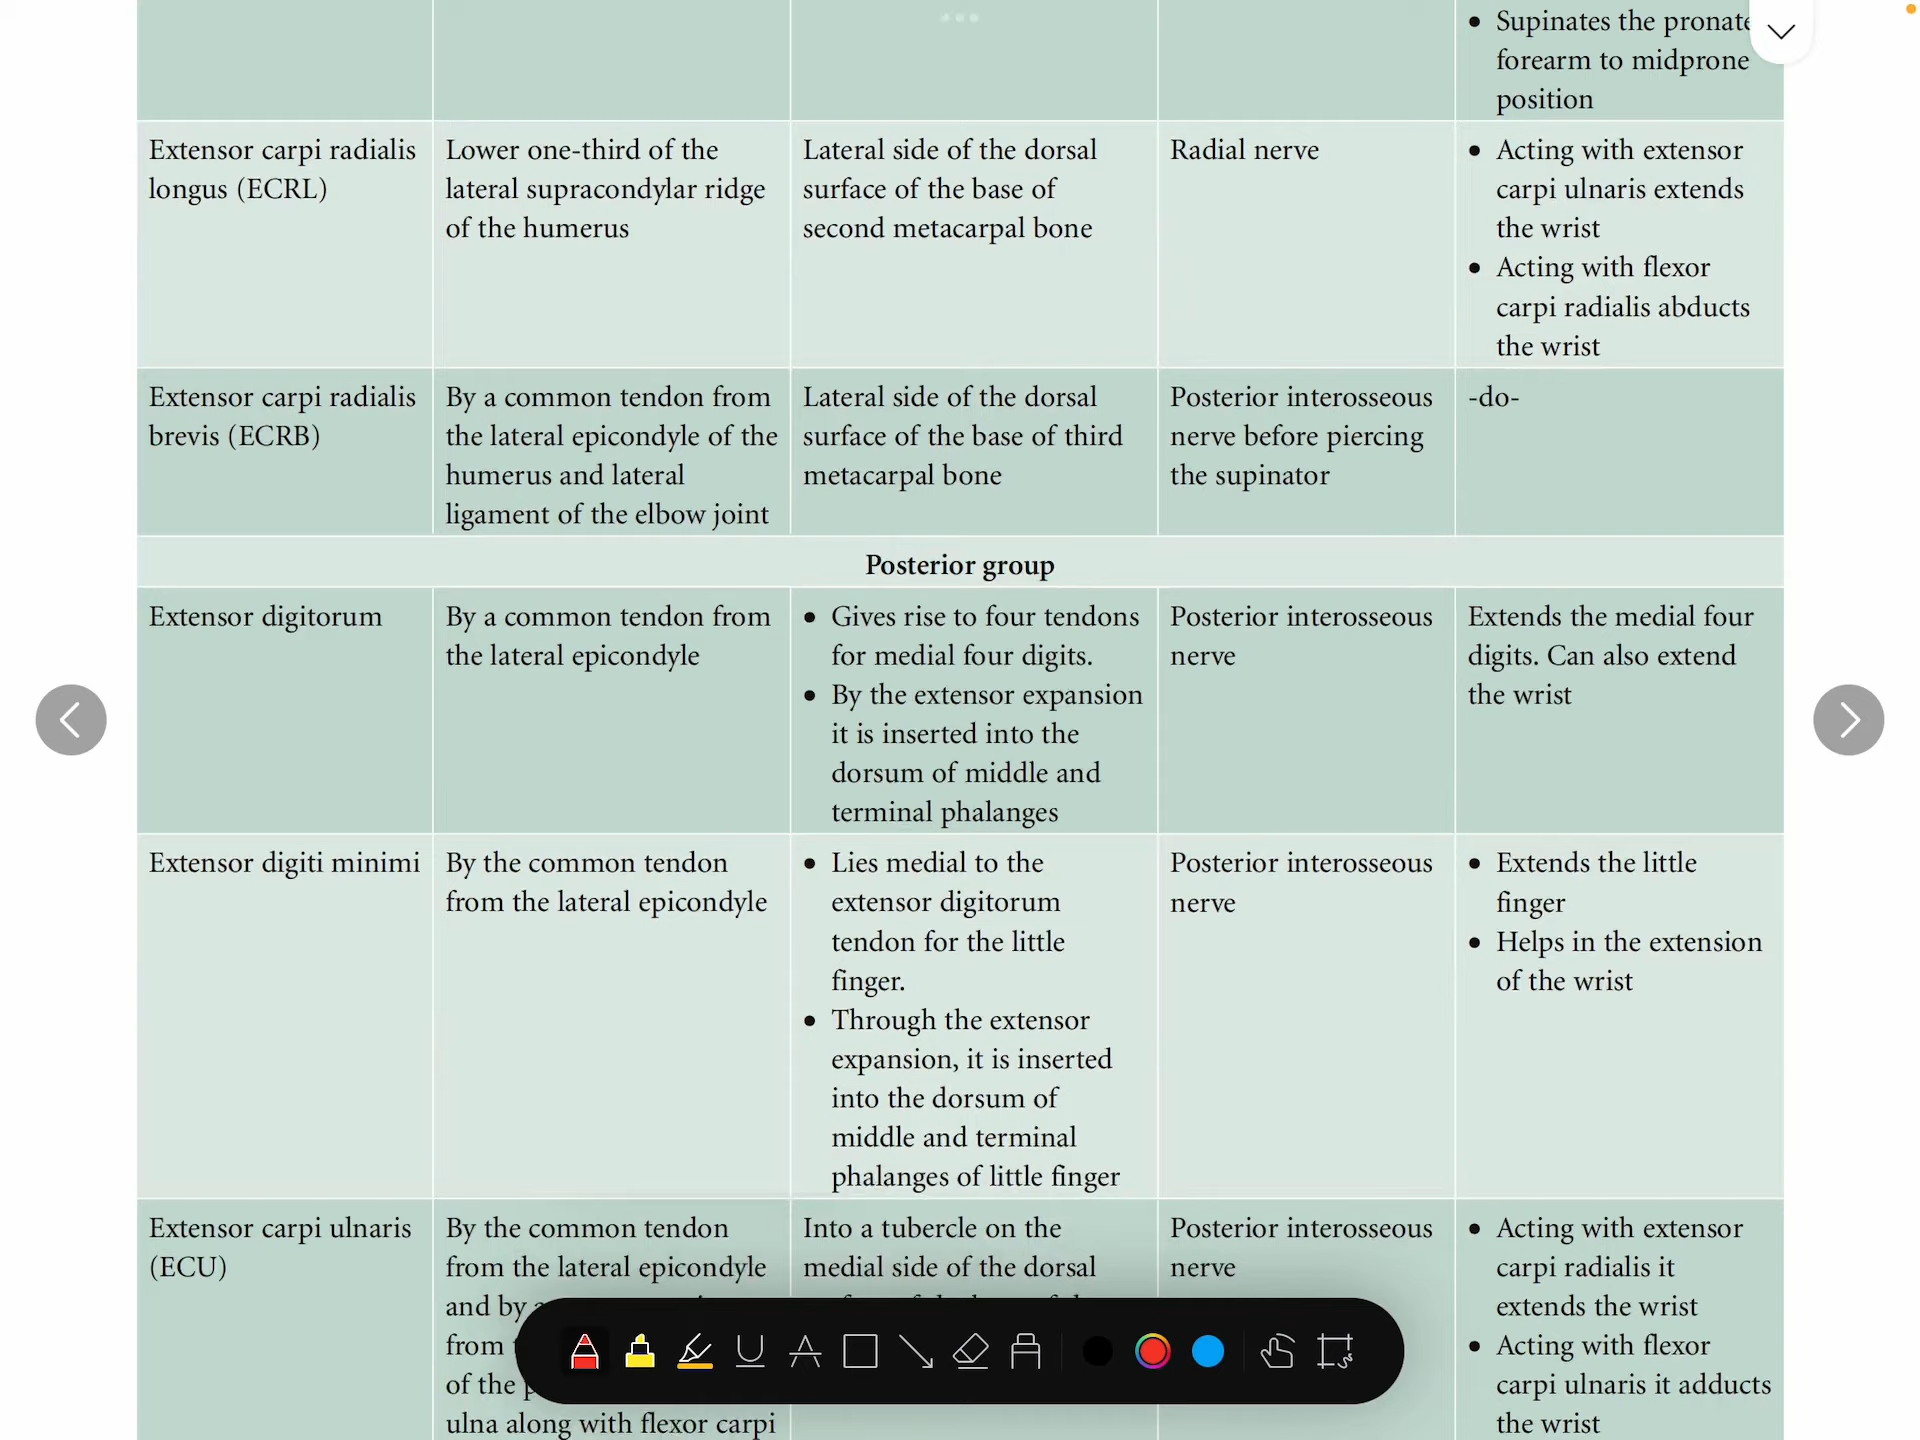 Supinates the
forearm to midprone
position
Extensor carpi radialis
longus (ECRL)
Lower one-third of the
lateral supracondylar ridge
of the humerus
Lateral side of the dorsal
surface of the base of
second metacarpal bone
Radial nerve
• Acting with extensor
carpi ulnaris extends
the wrist
• Acting with flexor
carpi radialis abducts
the wrist
Extensor carpi radialis
brevis (ECRB)
By a common tendon from
the lateral epicondyle of the
humerus and lateral
ligament of the elbow joint
Lateral side of the dorsal
surface of the base of third
metacarpal bone
Posterior interosseous
nerve before piercing
the supinator
-do-
Posterior group
Extensor digitorum
By a common tendon from
the lateral epicondyle
• Gives rise to four tendons
for medial four digits.
• By the extensor expansion
it is inserted into the
dorsum of middle and
terminal phalanges
Posterior interosseous
nerve
Extends the medial four
digits. Can also extend
the wrist
Extensor digiti minimi
By the common tendon
from the lateral epicondyle
• Lies medial to the
extensor digitorum
tendon for the little
finger.
• Through the extensor
expansion, it is inserted
into the dorsum of
middle and terminal
phalanges of little finger
Posterior interosseous
nerve
• Extends the little
finger
• Helps in the extension
of the wrist
Extensor carpi ulnaris
(ECU)
By the common tendon
from the lateral epicondyle
and by
from
of the
ulna along with flexor carpi
Into a tubercle on the
medial side of the dorsal
Posterior interosseous
nerve
• Acting with extensor
carpi radialis it
extends the wrist
• Acting with flexor
carpi ulnaris it adducts
the wrist